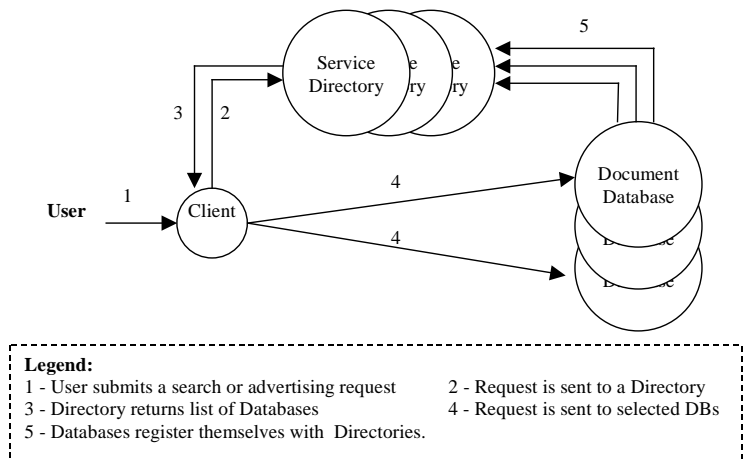 5
Service
Directory
e
ry
e
ry
3
2
Document
Database
4
1
User
Client
4
Legend:
1 - User submits a search or advertising request
2 - Request is sent to a Directory
3 - Directory returns list of Databases
4 - Request is sent to selected DBs
5 - Databases register themselves with Directories.